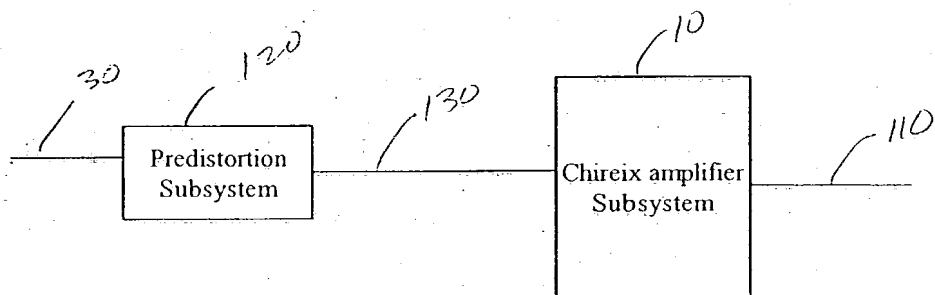 30
120
130
10
110
Predistortion
Subsystem
Chireix amplifier
Subsystem